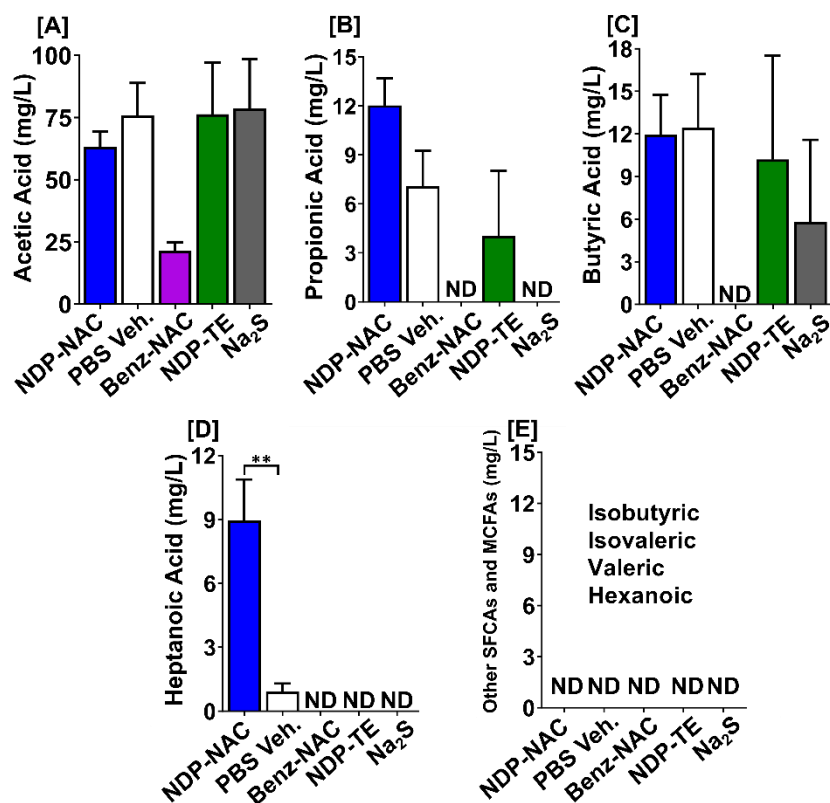 [A]
Acetic Acid (mg/L)
100
75
50
25
0
NDP-NAC
PBS Veh.
Benz-NAC
NDP-TE
Na₂S
[B]
Propionic Acid (mg/L)
15
12
9
6
3
0
ND
ND
NDP-NAC
PBS Veh.
Benz-NAC
NDP-TE
Na₂S
[C]
Butyric Acid (mg/L)
18
15
12
9
6
3
0
ND
NDP-NAC
PBS Veh.
Benz-NAC
NDP-TE
Na₂S
[D]
Heptanoic Acid (mg/L)
12
9
6
3
0
**
ND ND ND
NDP-NAC
PBS Veh.
Benz-NAC
NDP-TE
Na₂S
[E]
Other SFCAs and MCFAs (mg/L)
15
12
9
6
3
0
Isobutyric
Isovaleric
Valeric
Hexanoic
ND ND ND ND ND
NDP-NAC
PBS Veh.
Benz-NAC
NDP-TE
Na₂S